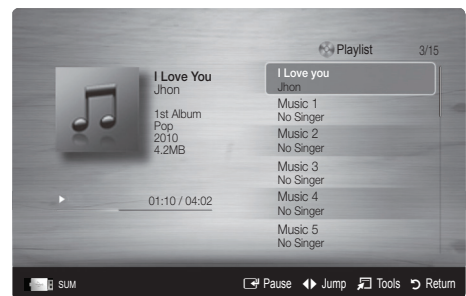 Playlist 3/15
I Love You
Jhon
1st Album
Pop
2010
4.2MB
01:10 / 04:02
I Love you
Jhon
Music 1
No Singer
Music 2
No Singer
Music 3
No Singer
Music 4
No Singer
Music 5
No Singer
SUM Pause Jump Tools Return